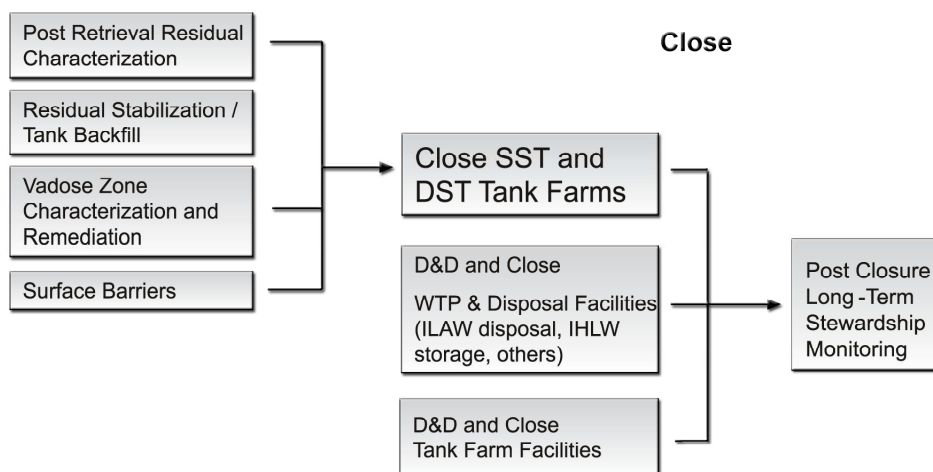 Close
Post Retrieval Residual
Characterization
Residual Stabilization /
Tank Backfill
Vadose Zone
Characterization and
Remediation
Surface Barriers
Close SST and
DST Tank Farms
D&D and Close
WTP & Disposal Facilities
(ILAW disposal, IHLW
storage, others)
D&D and Close
Tank Farm Facilities
Post Closure
Long -Term
Stewardship
Monitoring